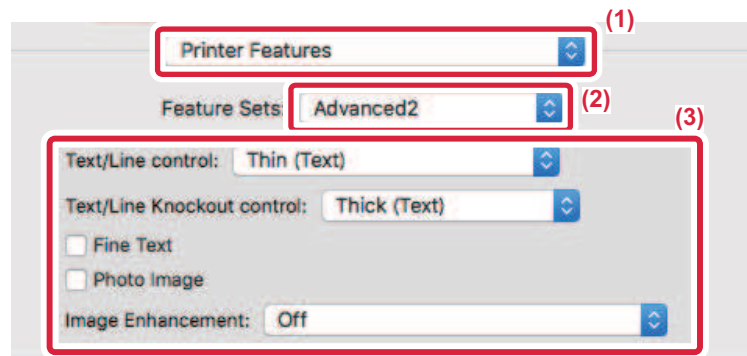 (1)
Printer Features
Feature Sets: Advanced2
(2)
(3)
Text/Line control: Thin (Text)
Text/Line Knockout control: Thick (Text)
Fine Text
Photo Image
Image Enhancement: Off